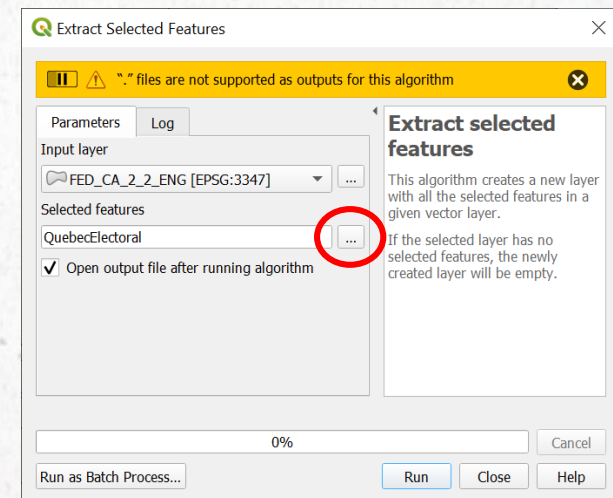 Extract Selected Features
"." files are not supported as outputs for this algorithm
Parameters Log
Input layer
FED_CA_2_2_ENG [EPSG:3347] ...
Selected features
QuebecElectoral ...
Open output file after running algorithm
Extract selected
features
This algorithm creates a new layer
with all the selected features in a
given vector layer.
If the selected layer has no
selected features, the newly
created layer will be empty.
0% Cancel
Run as Batch Process... Run Close Help